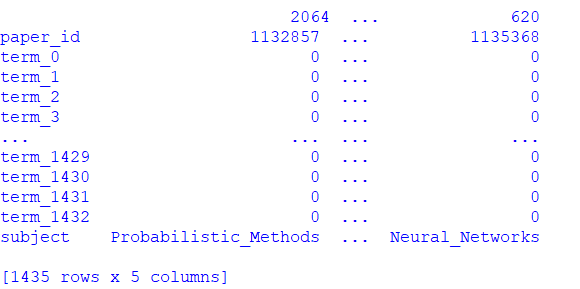 2064 ... 620
paper_id 1132857 ... 1135368
term_0 0 ... 0
term_1 0 ... 0
term_2 0 ... 0
term_3 0 ... 0
... ... ... ...
term_1429 0 ... 0
term_1430 0 ... 0
term_1431 0 ... 0
term_1432 0 ... 0
subject Probabilistic_Methods ... Neural_Networks
[1435 rows x 5 columns]